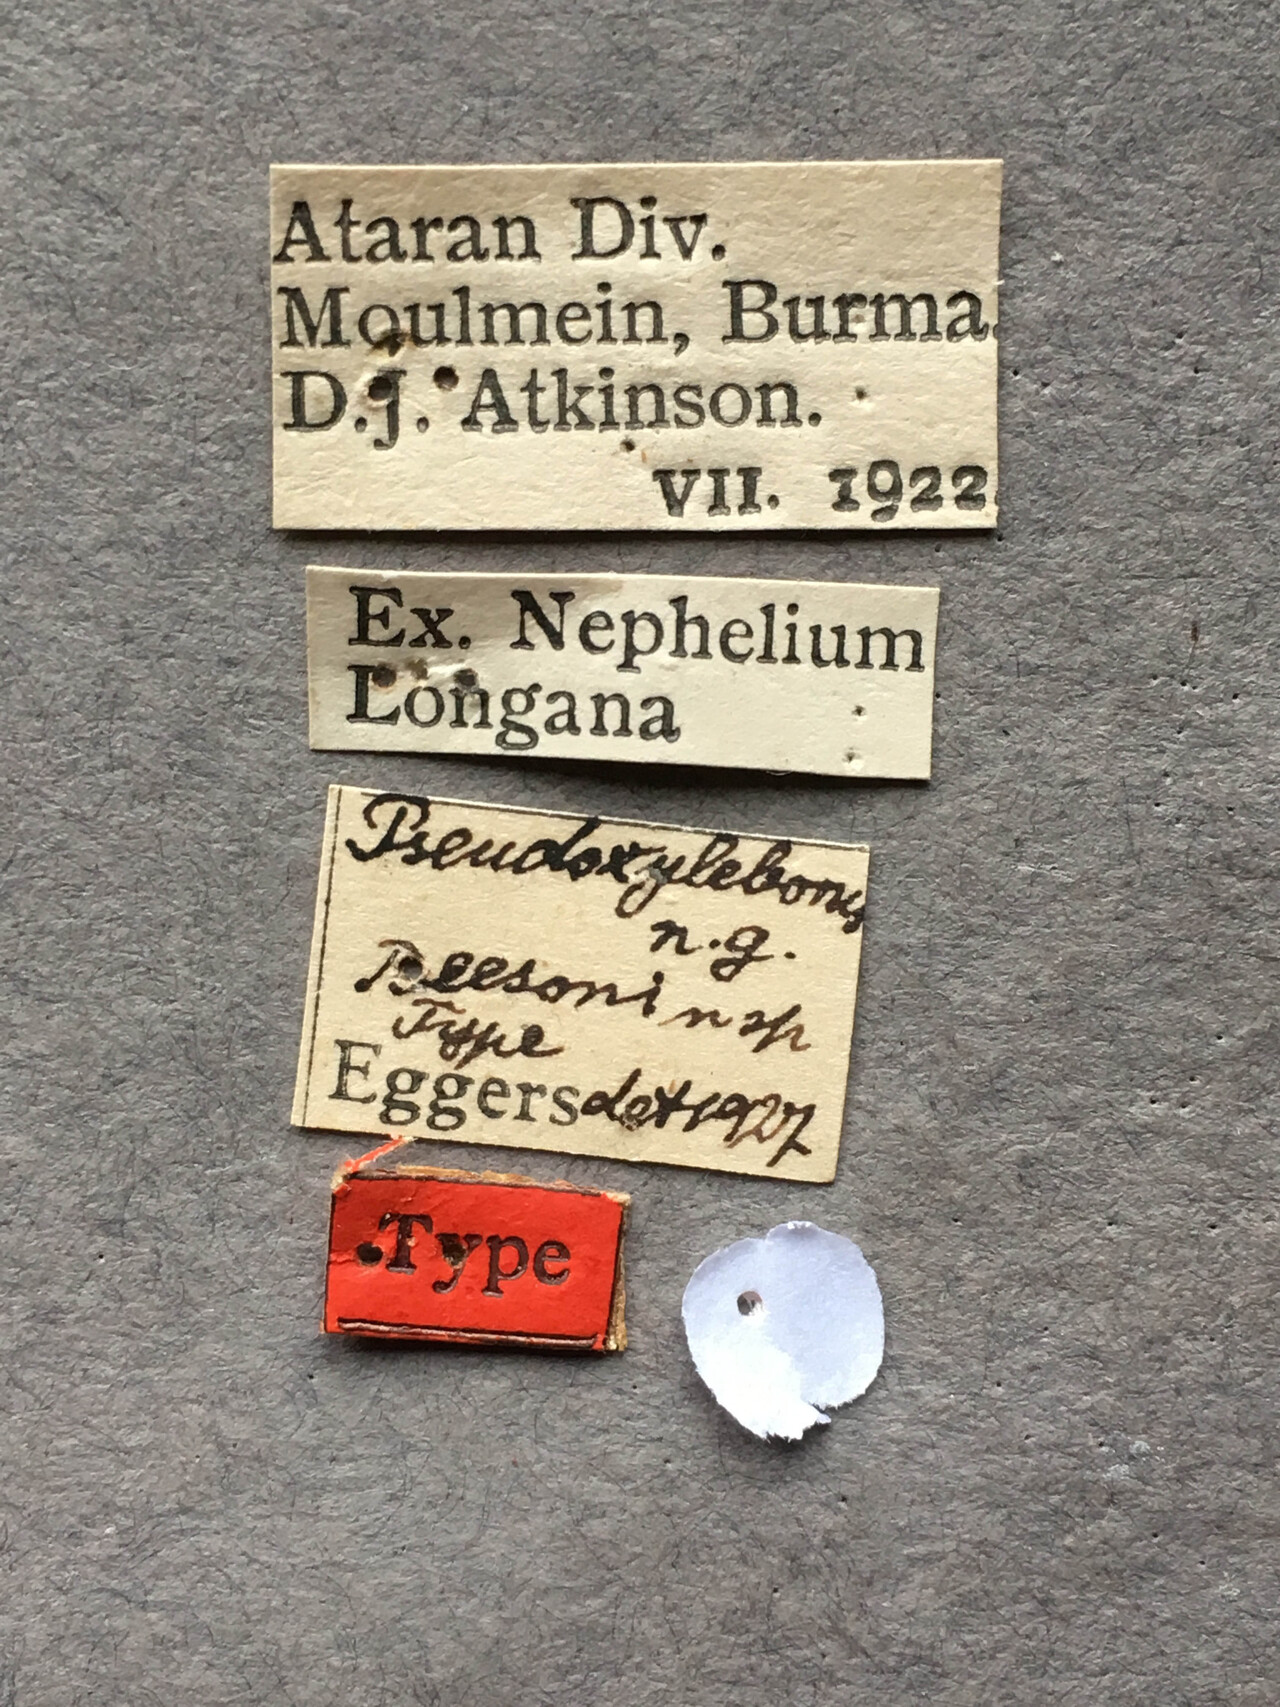 Ataran Div.
Moulmein, Burma.
D.J. Atkinson.
VII. 1922.
Ex. Nephelium
Longana
Pseudoxyleborus
n.g.
Beesoni n sp
Type
Eggers det 1927
Type